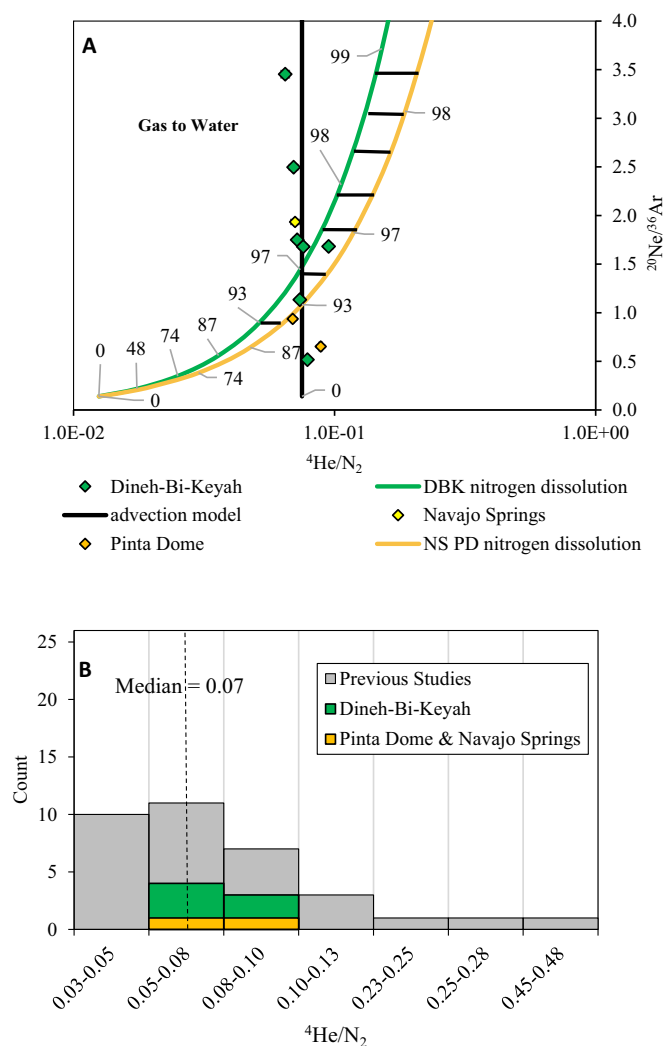 A
4.0
3.5
3.0
2.5
2.0
1.5
1.0
0.5
0.0
²⁰Ne/³⁶Ar
Gas to Water
99
98
98
97
97
93
93
87
87
74
74
48
0
0
0
1.0E-02
1.0E-01
1.0E+00
⁴He/N₂
Dineh-Bi-Keyah
DBK nitrogen dissolution
advection model
Navajo Springs
Pinta Dome
NS PD nitrogen dissolution
B
25
20
15
10
5
0
Count
Median = 0.07
Previous Studies
Dineh-Bi-Keyah
Pinta Dome & Navajo Springs
0.03-0.05
0.05-0.08
0.08-0.10
0.10-0.13
0.23-0.25
0.25-0.28
0.45-0.48
⁴He/N₂